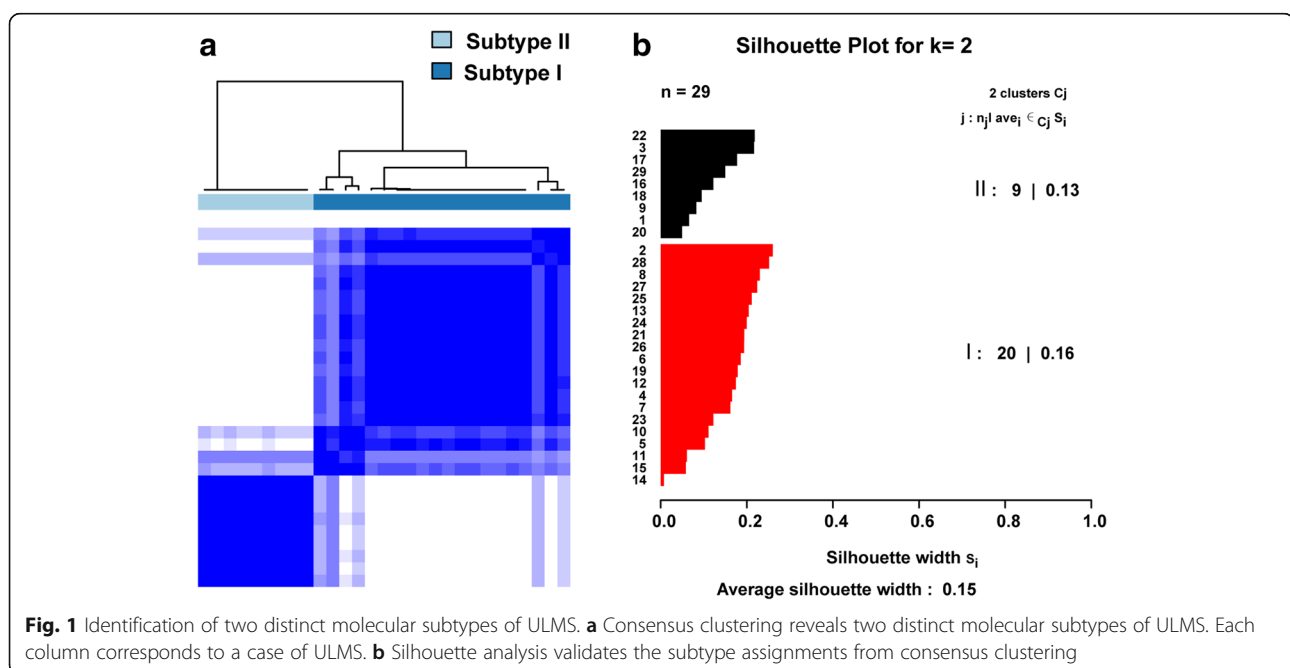 a
Subtype II
Subtype I
b
Silhouette Plot for k= 2
n = 29
2 clusters Cj
j : njl avei ∈ Cj Si
22
3
17
29
16
18
9
1
20
II : 9 | 0.13
2
28
8
27
25
13
24
21
26
6
19
12
4
7
23
10
5
11
15
14
I : 20 | 0.16
0.0 0.2 0.4 0.6 0.8 1.0
Silhouette width si
Average silhouette width : 0.15
Fig. 1 Identification of two distinct molecular subtypes of ULMS. a Consensus clustering reveals two distinct molecular subtypes of ULMS. Each
column corresponds to a case of ULMS. b Silhouette analysis validates the subtype assignments from consensus clustering